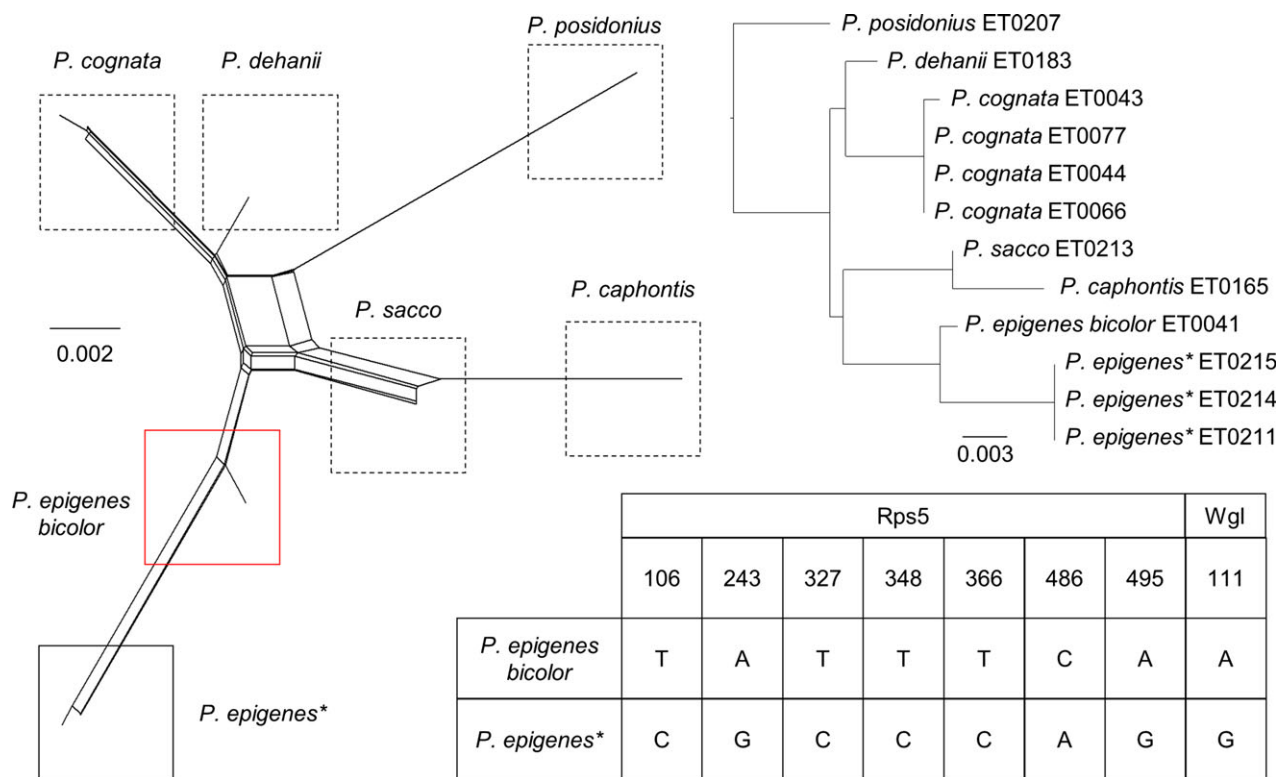 P. cognata
P. dehanii
P. posidonius
0.002
P. sacco
P. caphontis
P. epigenes
bicolor
P. epigenes*
P. posidonius ET0207
P. dehanii ET0183
P. cognata ET0043
P. cognata ET0077
P. cognata ET0044
P. cognata ET0066
P. sacco ET0213
P. caphontis ET0165
P. epigenes bicolor ET0041
P. epigenes* ET0215
P. epigenes* ET0214
P. epigenes* ET0211
0.003
Rps5 Wgl
106 243 327 348 366 486 495 111
P. epigenes
bicolor T A T T T C A A
P. epigenes* C G C C C A G G